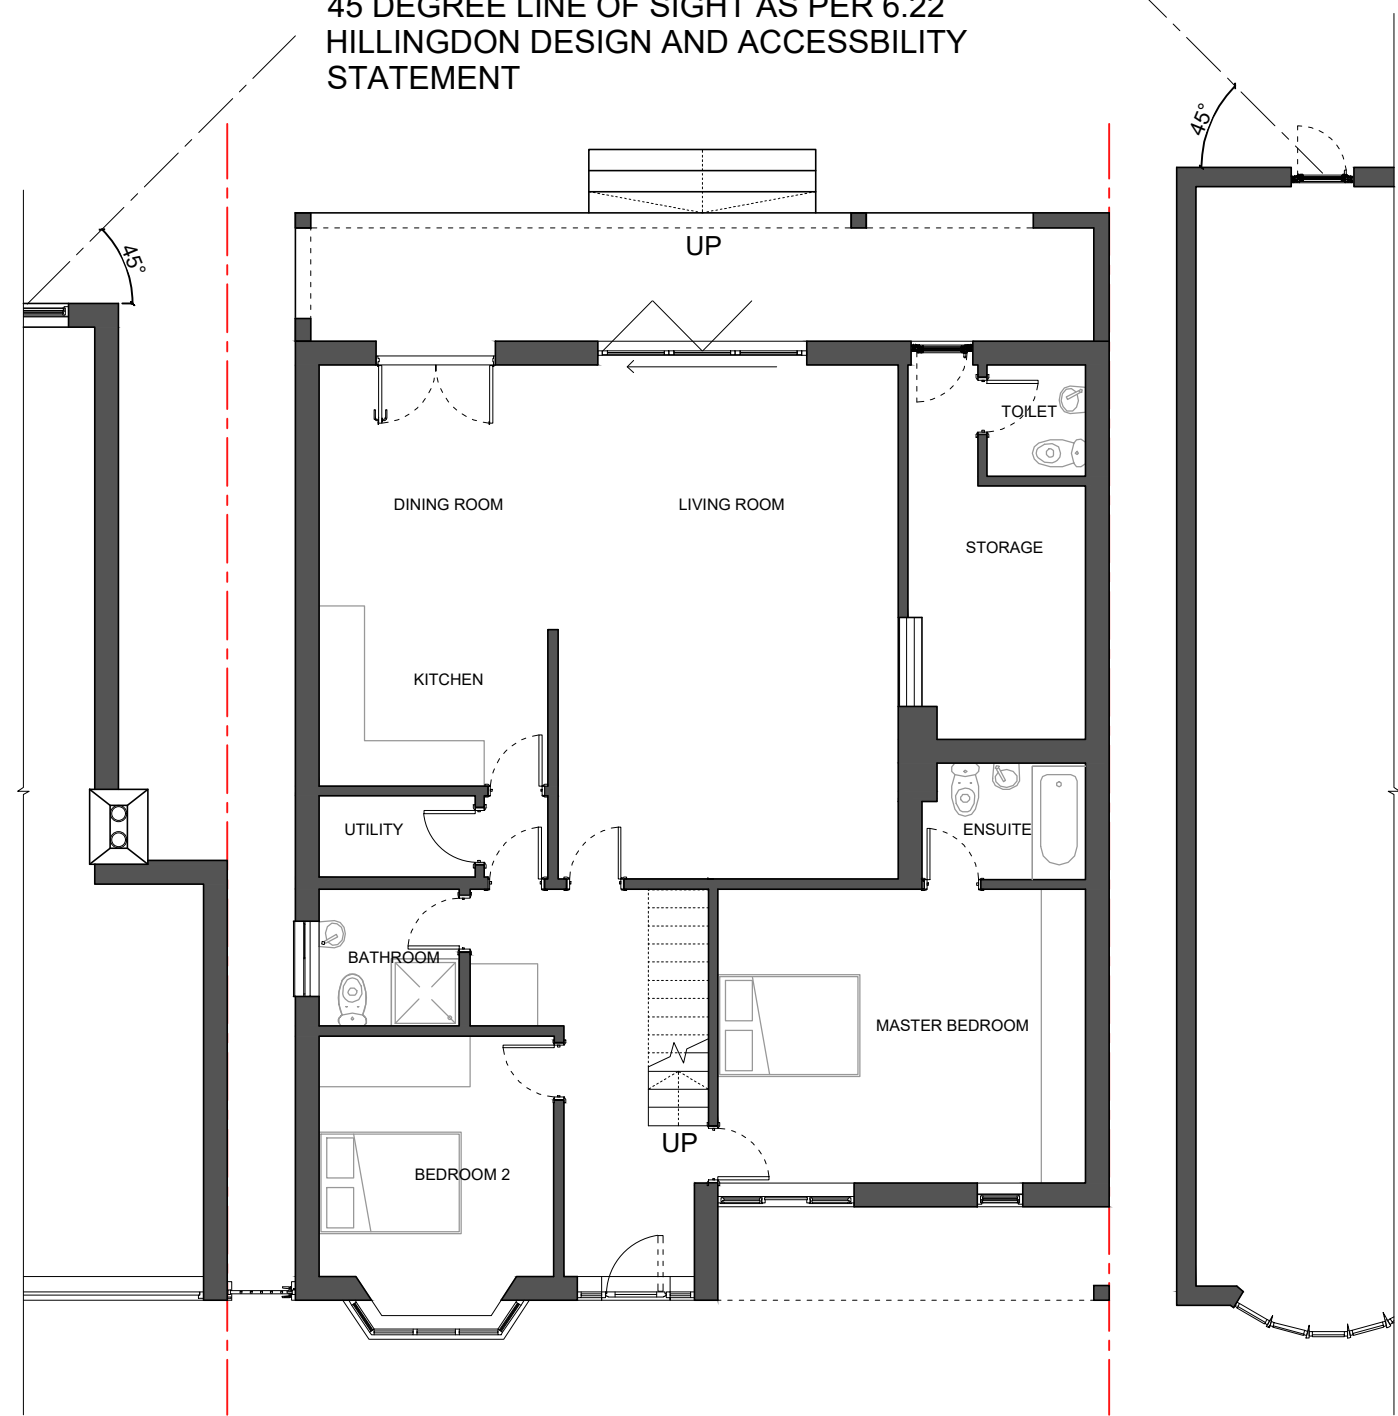 45 DEGREE LINE OF SIGHT AS PER 6.22
HILLINGDON DESIGN AND ACCESSBILITY
STATEMENT
45°
45°
UP
TOILET
DINING ROOM
LIVING ROOM
STORAGE
KITCHEN
UTILITY
ENSUITE
BATHROOM
MASTER BEDROOM
UP
BEDROOM 2